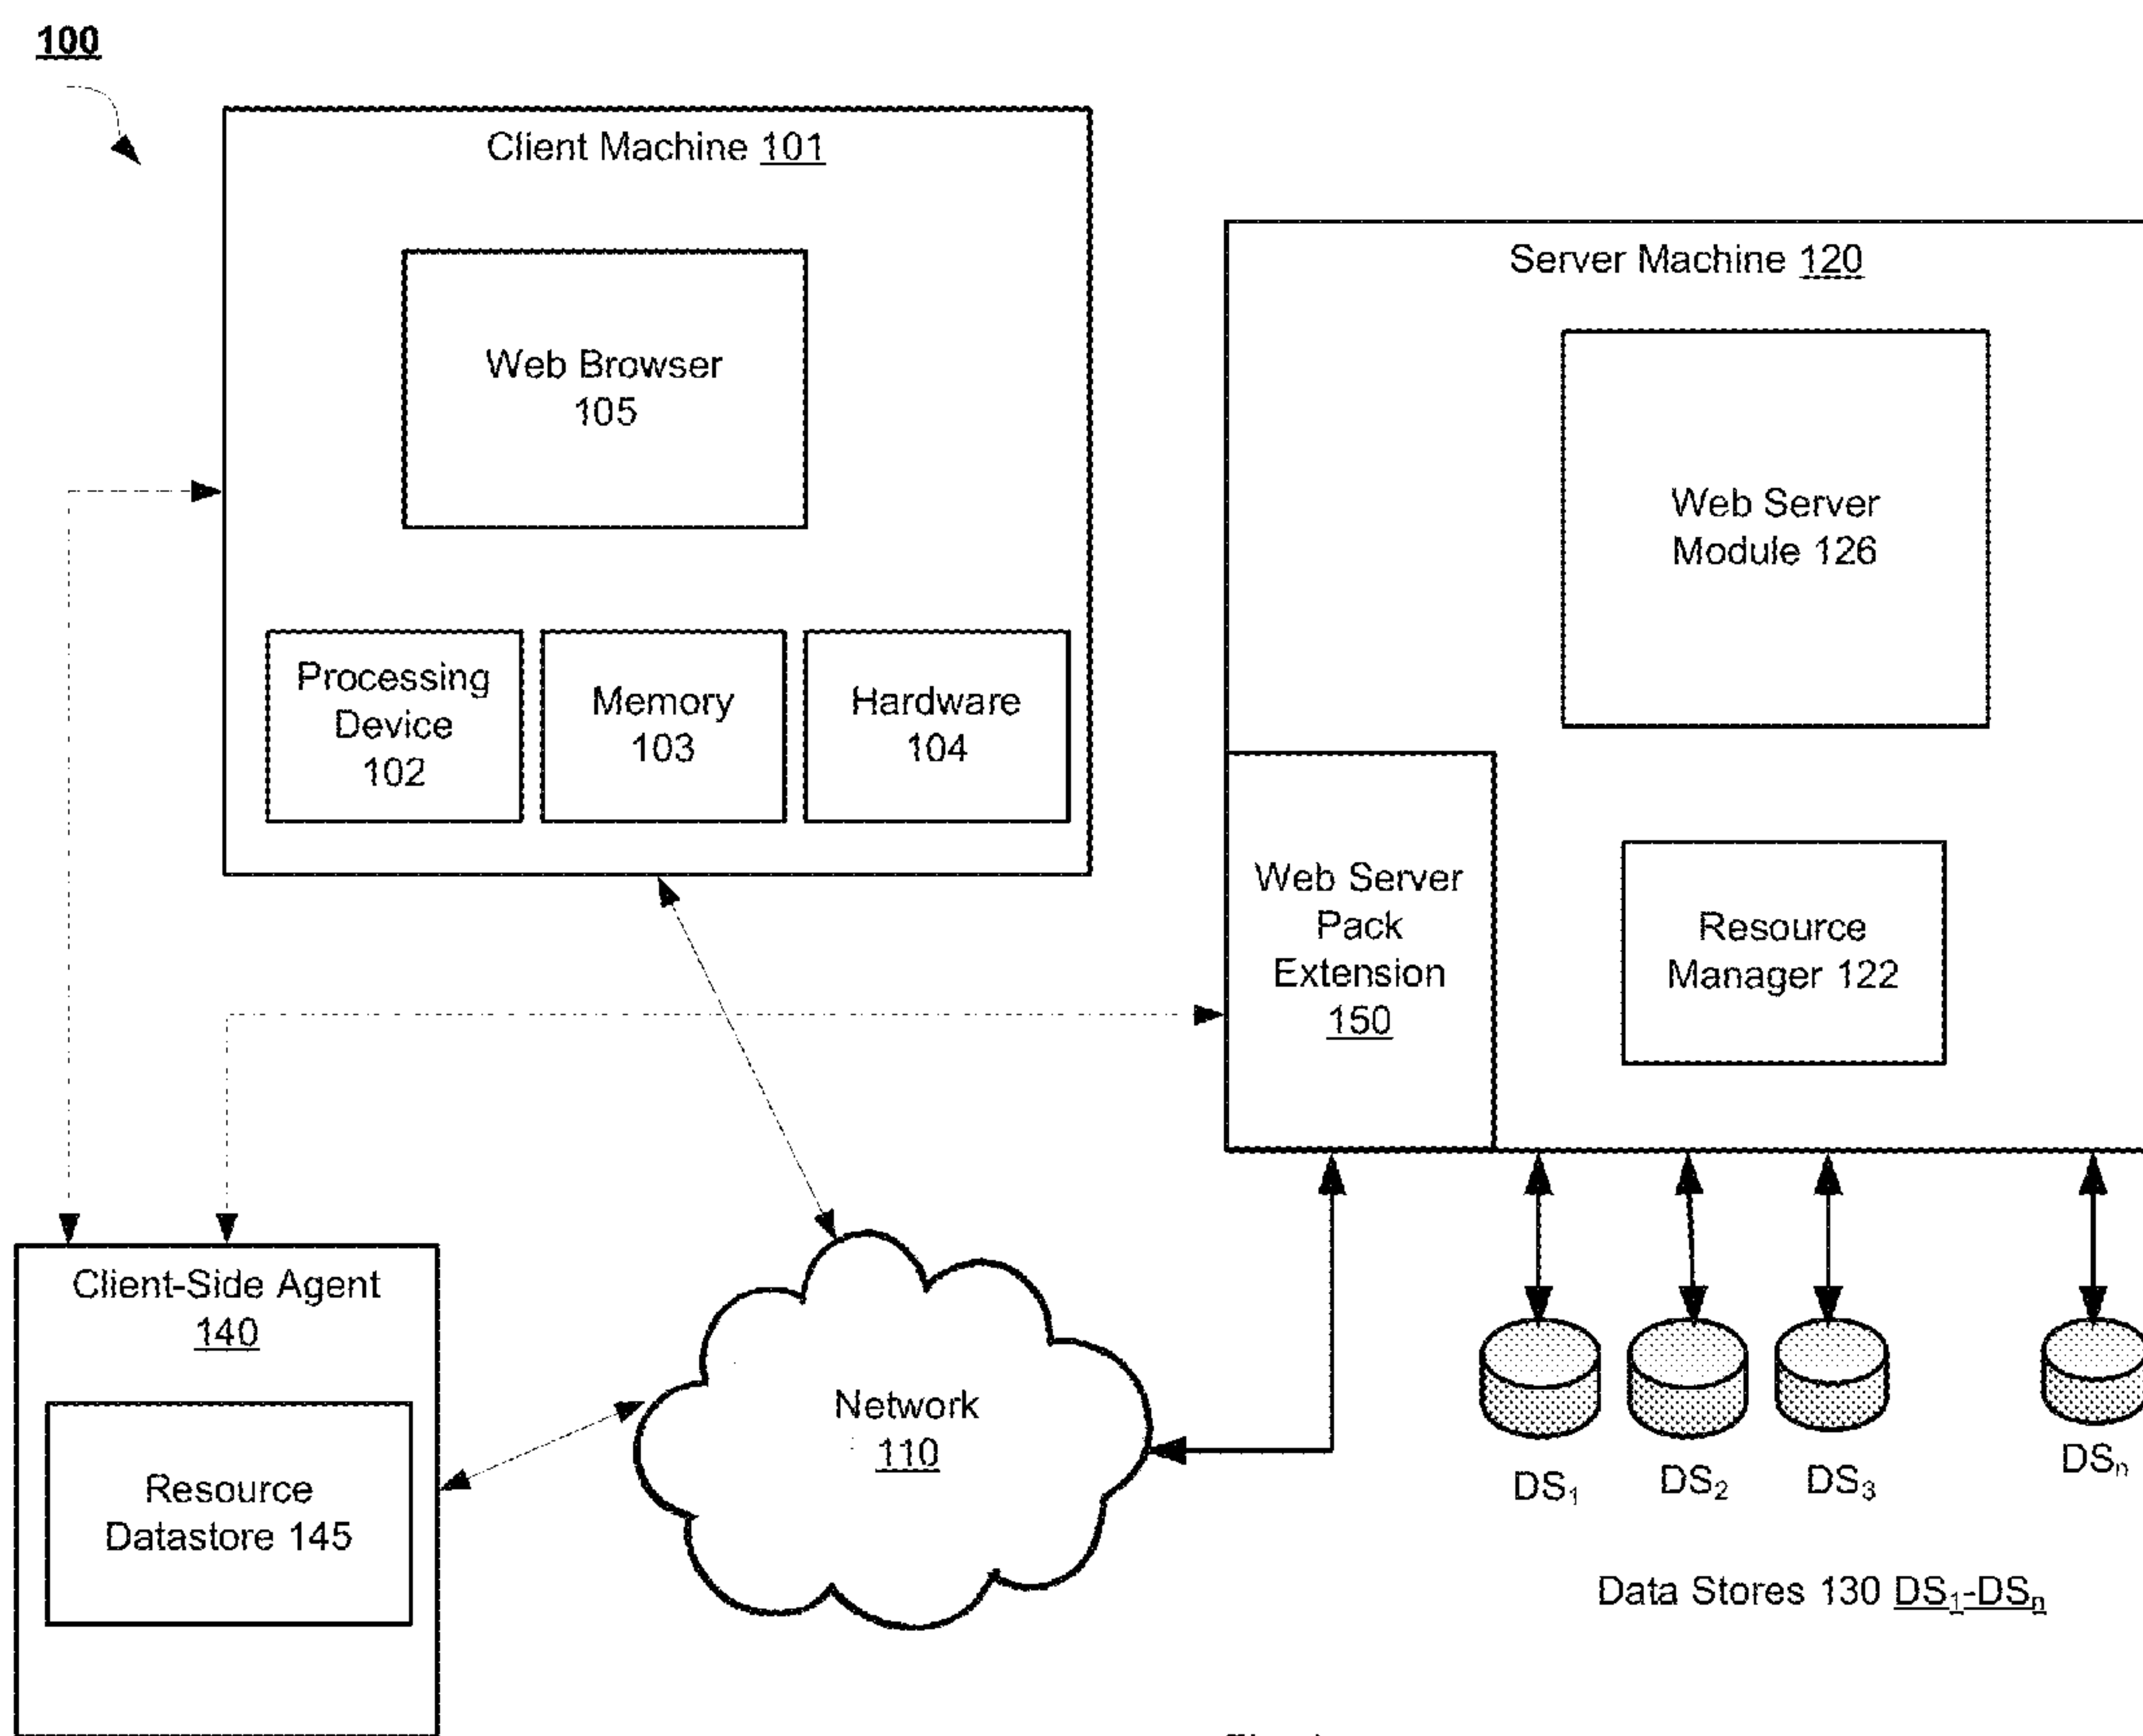 100
Client Machine 101
Web Browser
105
Processing
Device
102
Memory
103
Hardware
104
Server Machine 120
Web Server
Module 126
Web Server
Pack
Extension
150
Resource
Manager 122
Client-Side Agent
140
Resource
Datastore 145
Network
110
DS₁
DS₂
DS₃
DSₙ
Data Stores 130 DS₁-DSₙ